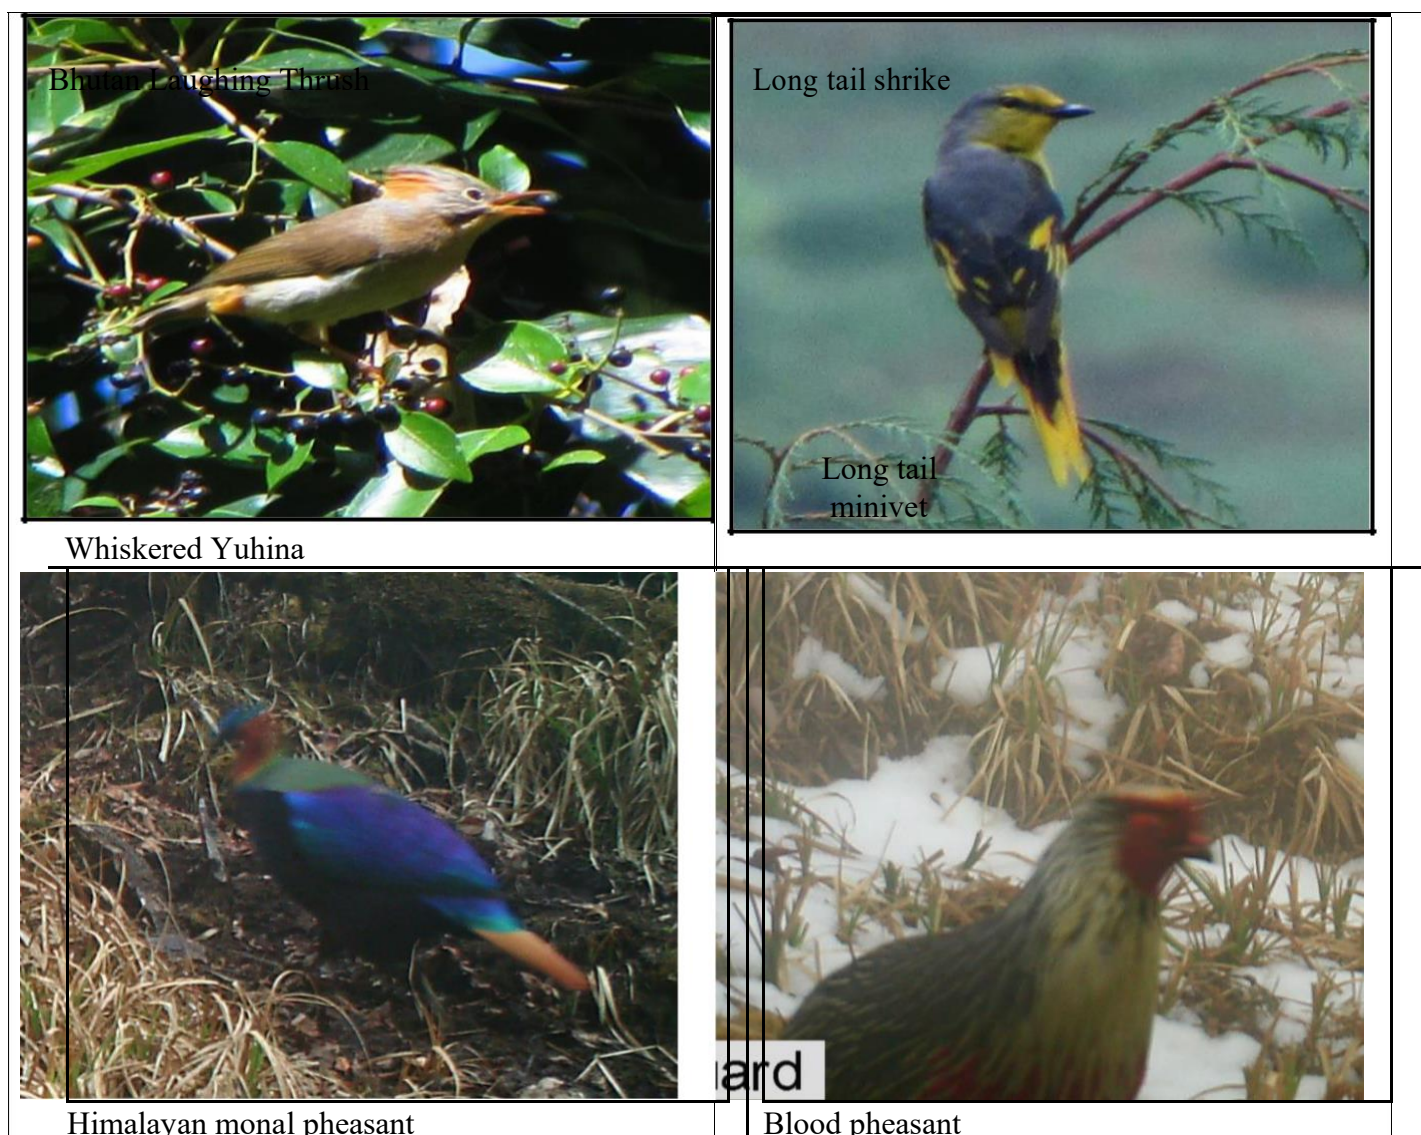 Bhutan Laughing Thrush
Long tail shrike
Long tail
minivet
Whiskered Yuhina
ard
Himalayan monal pheasant
Blood pheasant